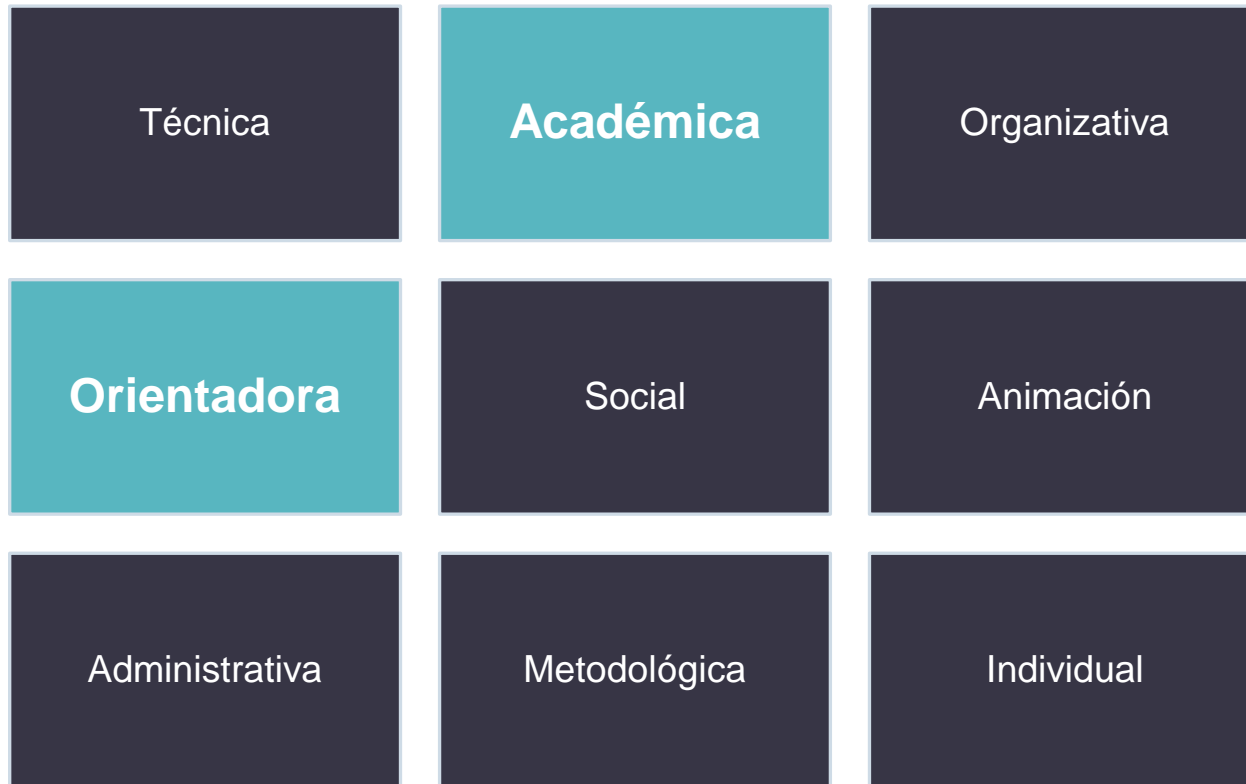 Técnica
Académica
Organizativa
Orientadora
Social
Animación
Administrativa
Metodológica
Individual